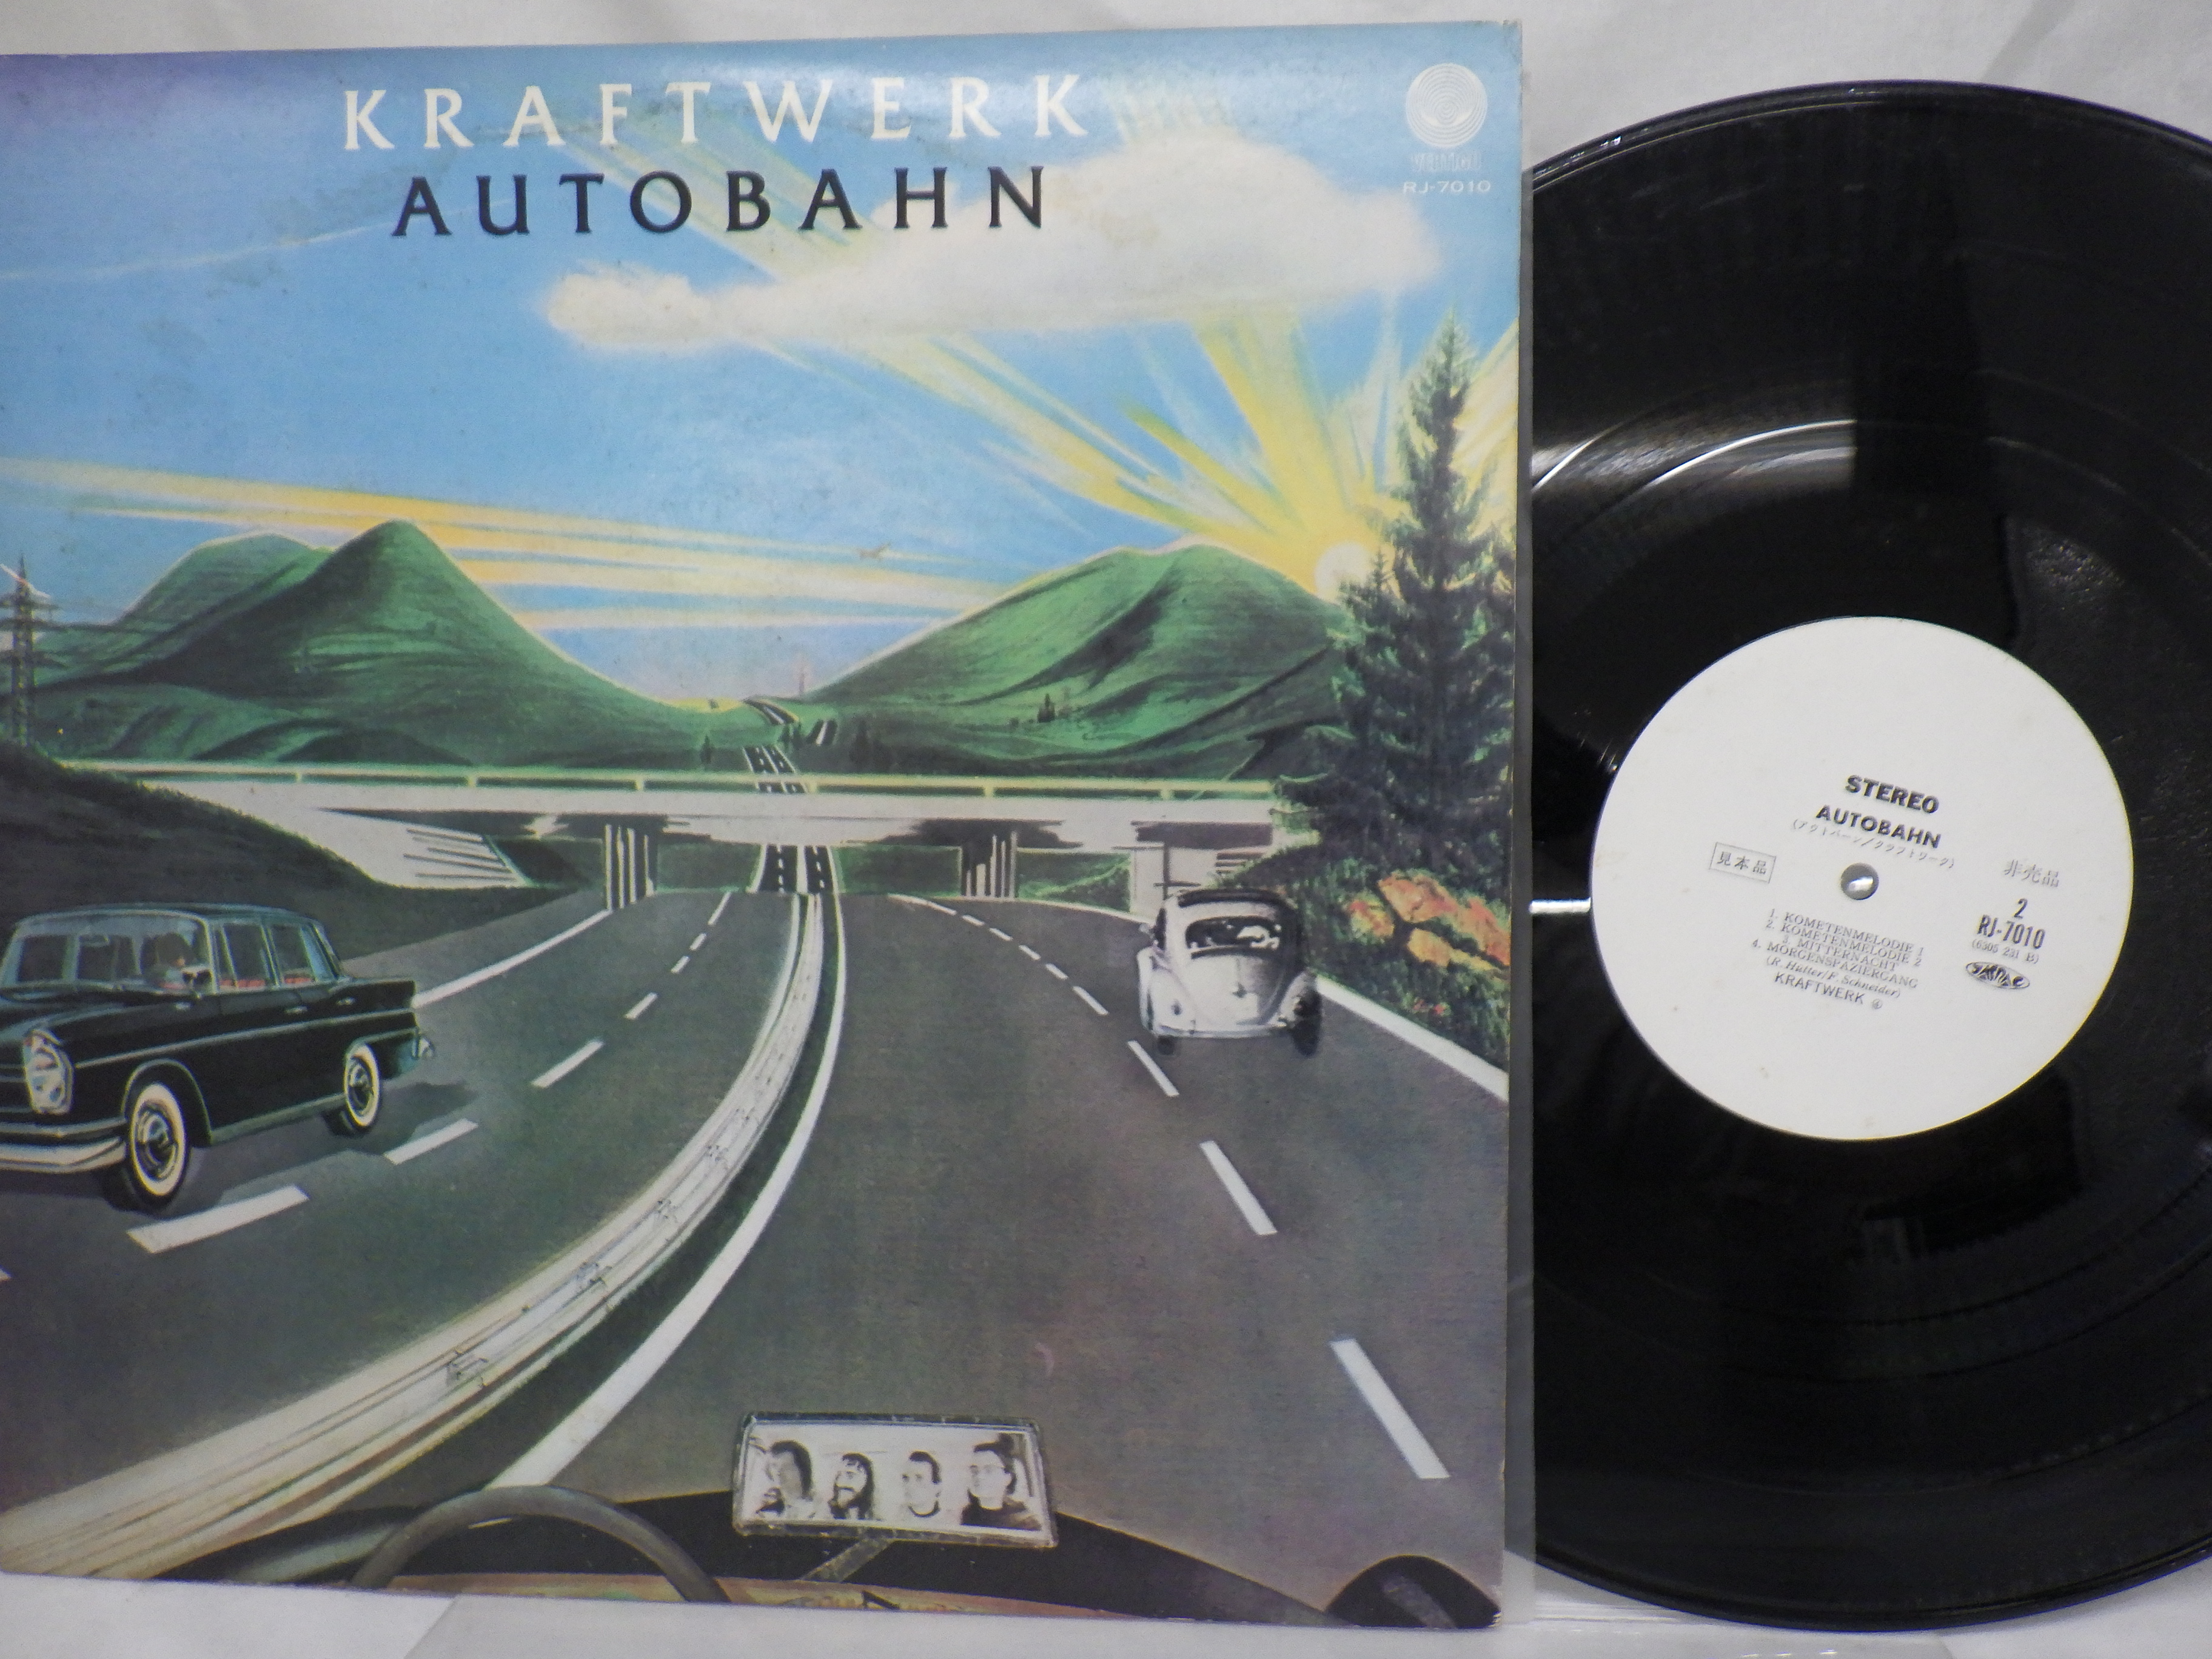 KRAFTWERK
AUTOBAHN
VERTIGO
RJ-7010
STEREO
AUTOBAHN
(アウトバーン/クラフトワーク)
見本品
非売品
2
RJ-7010
(6305 231 B)
JASRAC
1. KOMETENMELODIE 1
2. KOMETENMELODIE 2
3. MITTERNACHT
4. MORGENSPAZIERGANG
(R. Hutter/F. Schneider)
KRAFTWERK